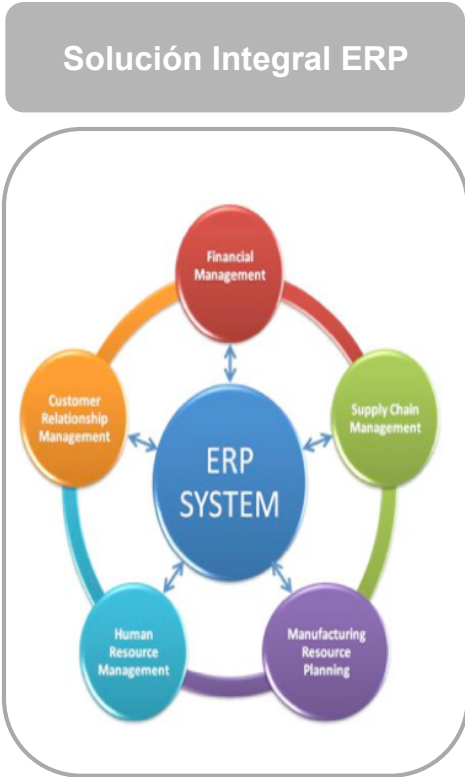 Solución Integral ERP
Financial
Management
Customer
Relationship
Management
Supply Chain
Management
ERP
SYSTEM
Human
Resource
Management
Manufacturing
Resource
Planning